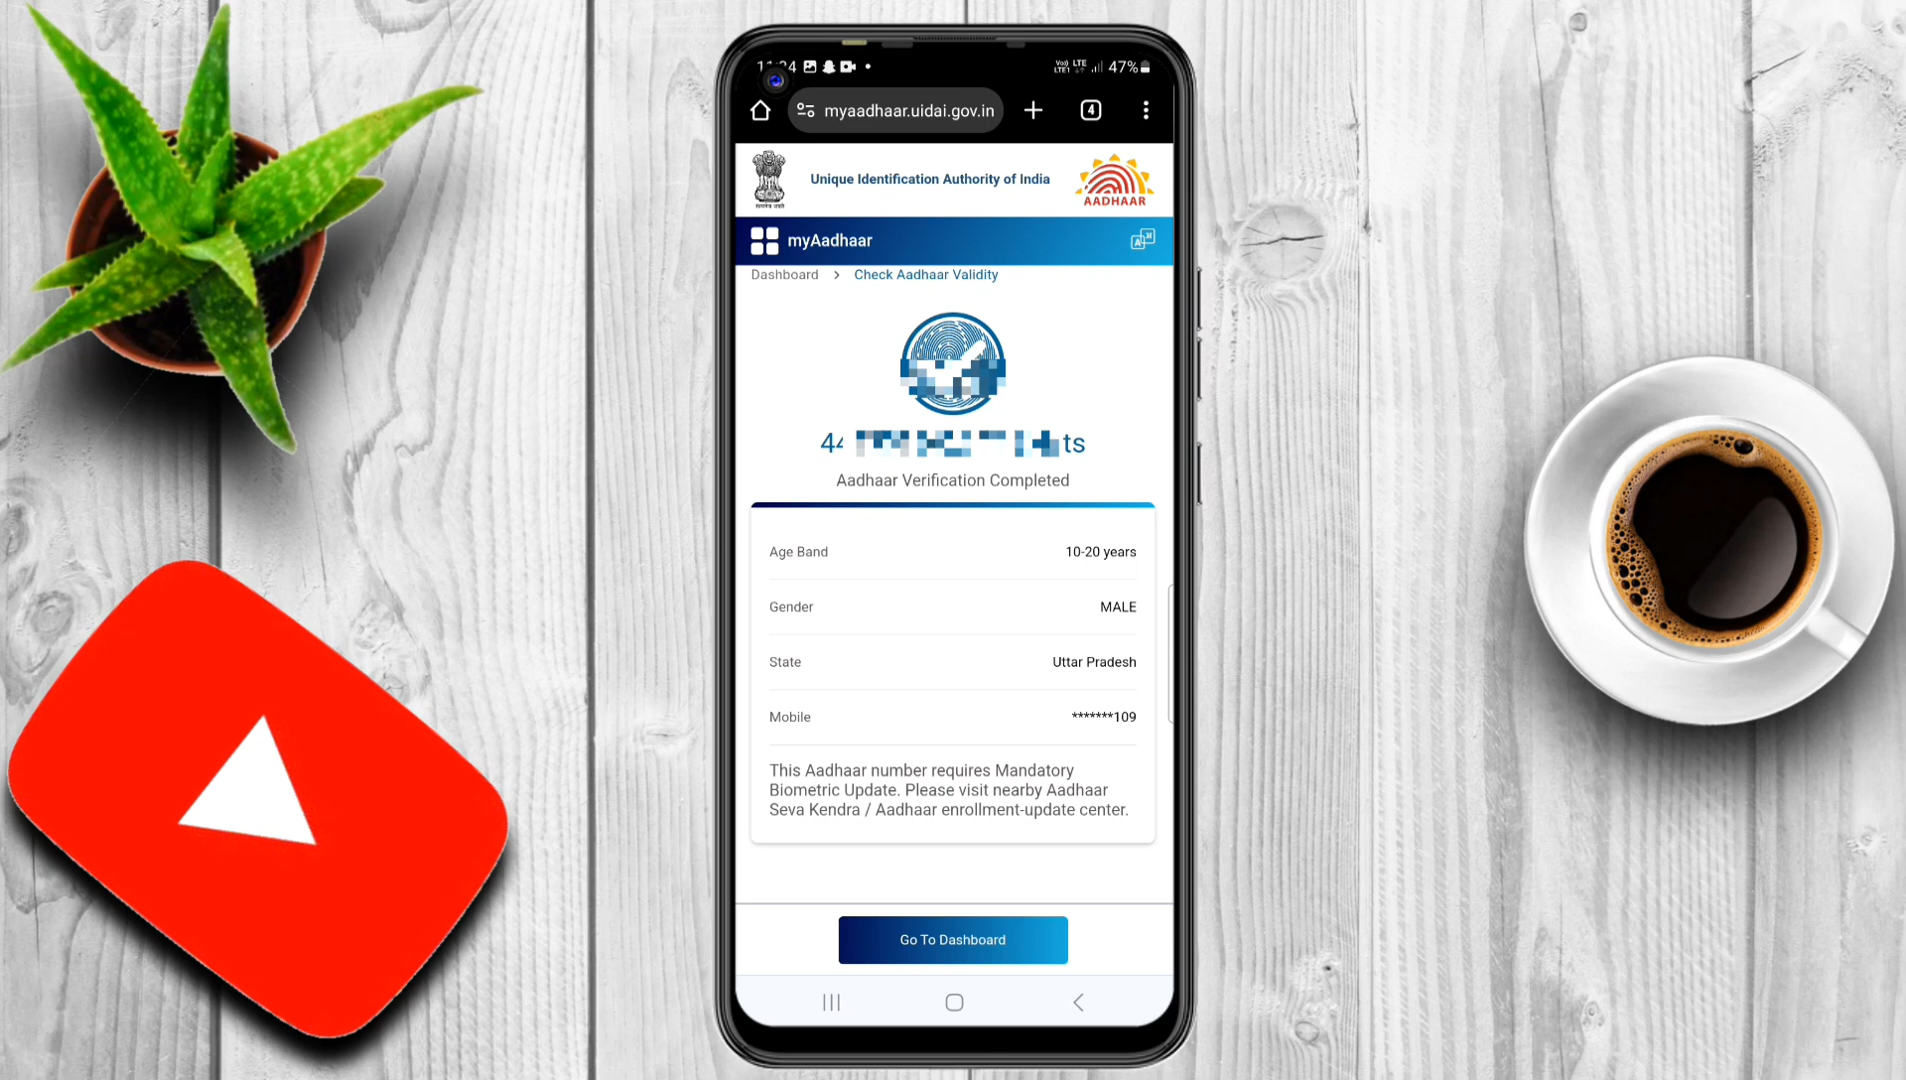 47%
myaadhaar.uidai.gov.in
4
Unique Identification Authority of India
AADHAAR
myAadhaar
Dashboard > Check Aadhaar Validity
44 ts
Aadhaar Verification Completed
Age Band 10-20 years
Gender MALE
State Uttar Pradesh
Mobile *******109
This Aadhaar number requires Mandatory
Biometric Update. Please visit nearby Aadhaar
Seva Kendra / Aadhaar enrollment-update center.
Go To Dashboard